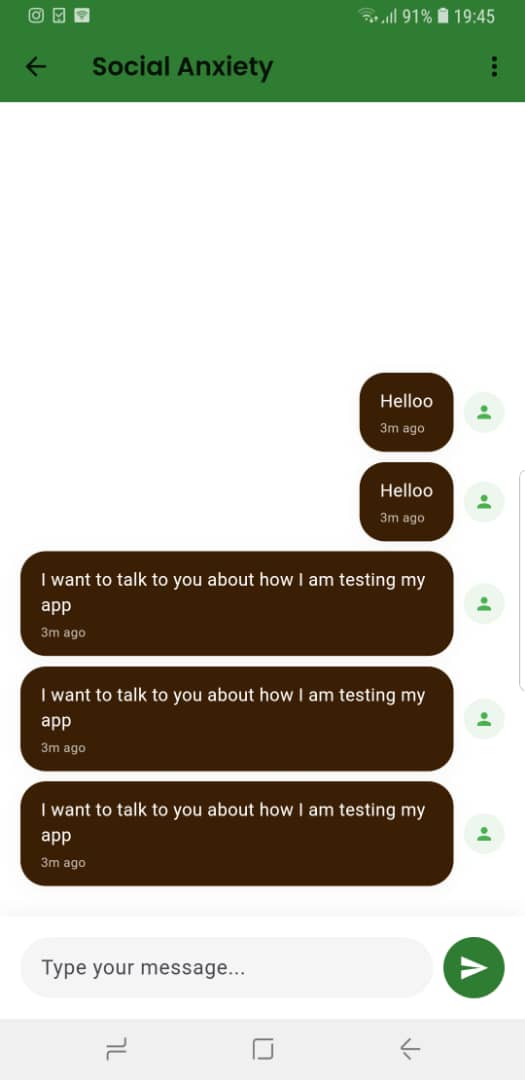 91% 19:45
Social Anxiety
Helloo
3m ago
Helloo
3m ago
I want to talk to you about how I am testing my
app
3m ago
I want to talk to you about how I am testing my
app
3m ago
I want to talk to you about how I am testing my
app
3m ago
Type your message...